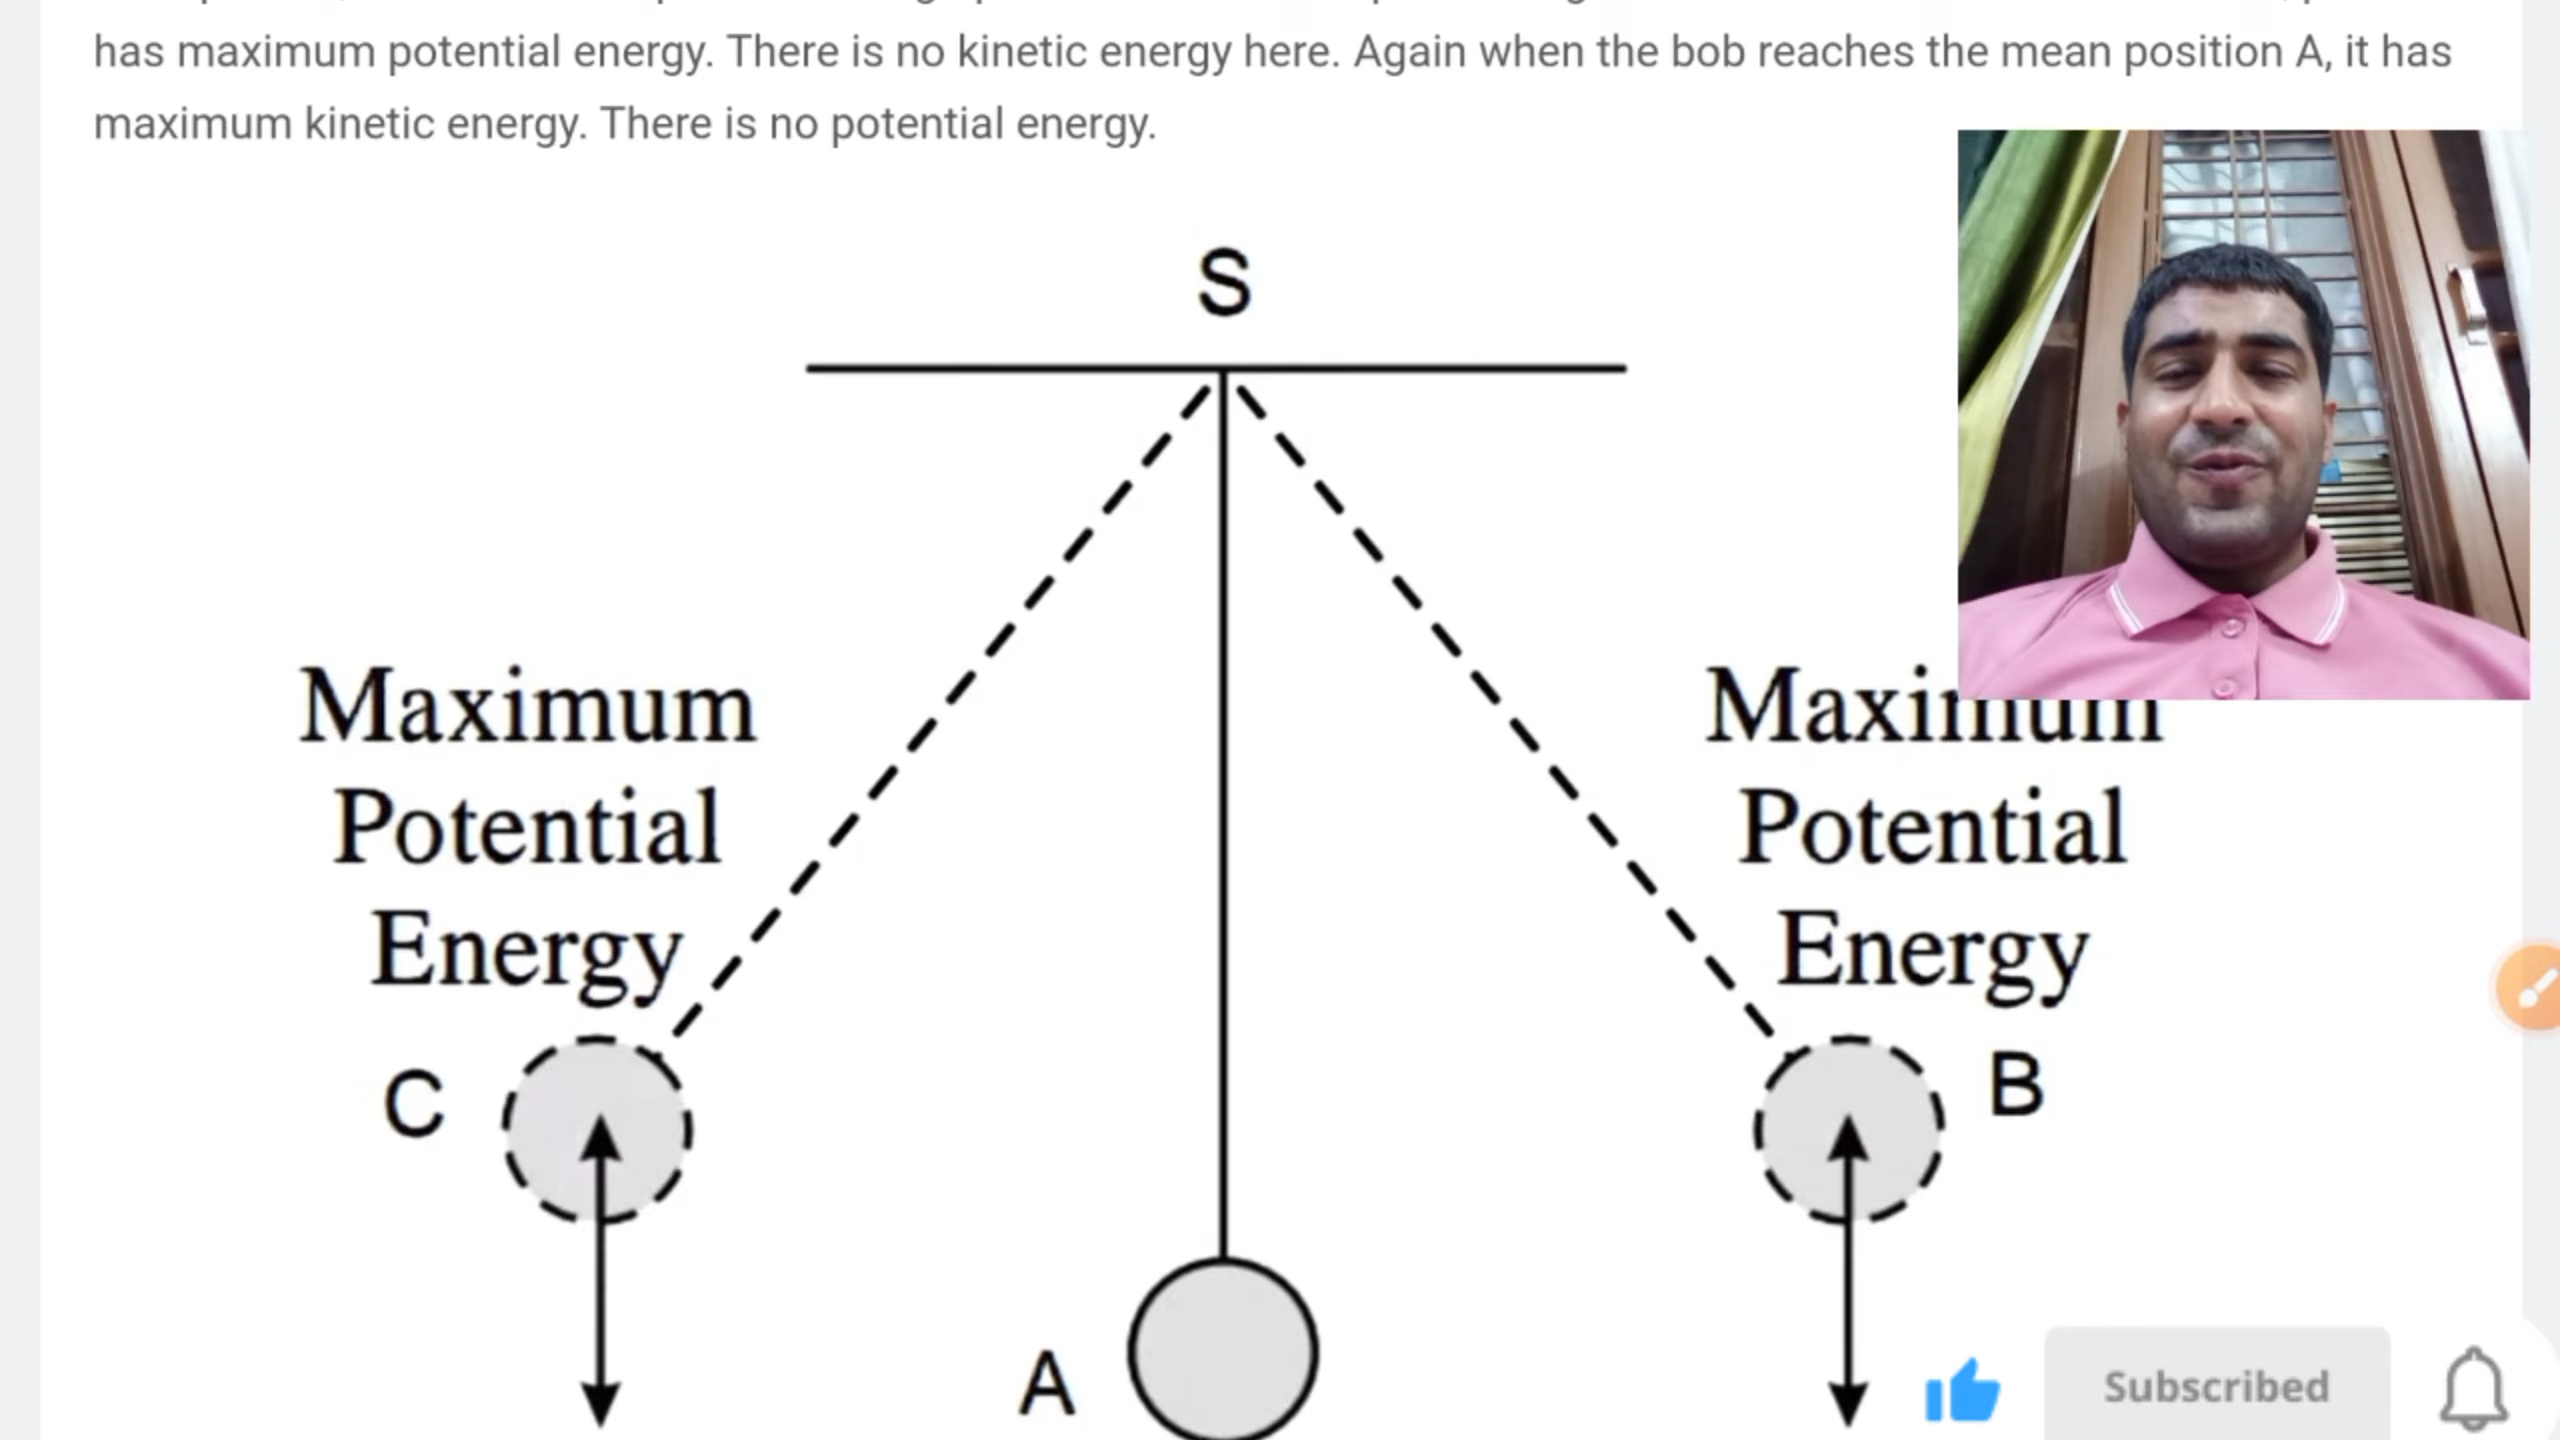 has maximum potential energy. There is no kinetic energy here. Again when the bob reaches the mean position A, it has
maximum kinetic energy. There is no potential energy.
S
Maximum
Potential
Energy
Maximum
Potential
Energy
C
B
A
Subscribed